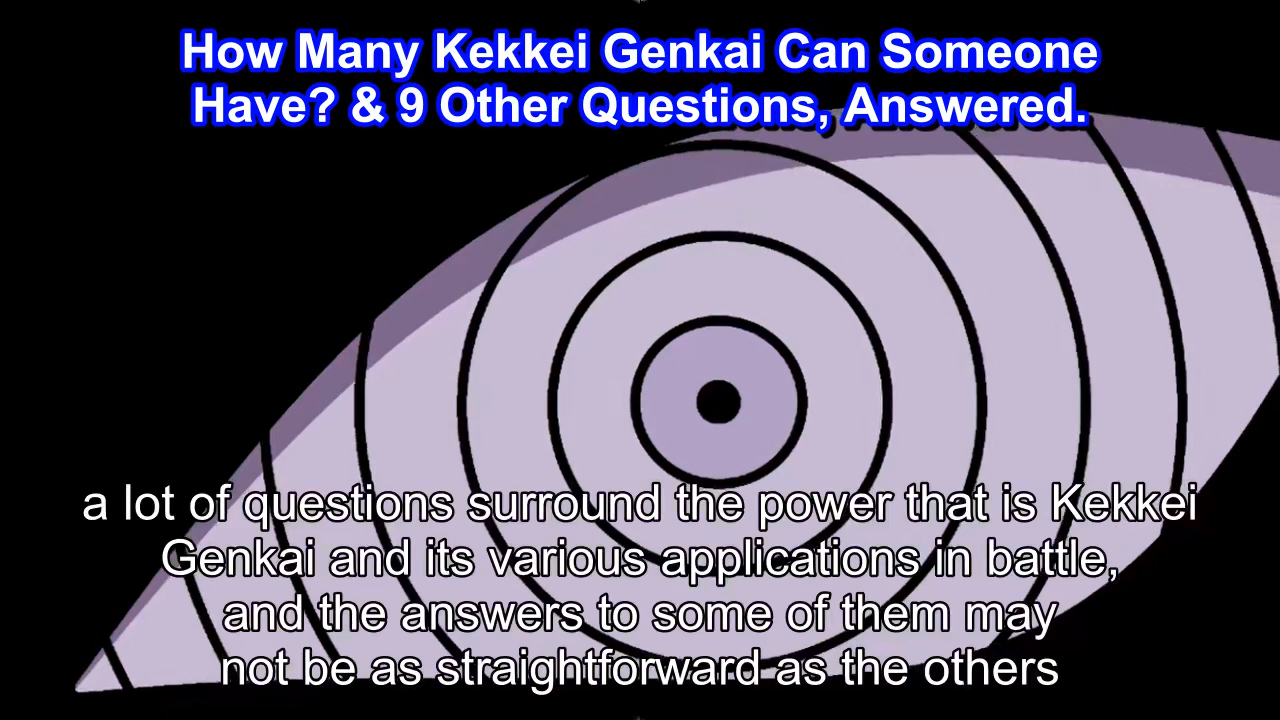 How Many Kekkei Genkai Can Someone
Have? & 9 Other Questions, Answered.
a lot of questions surround the power that is Kekkei
Genkai and its various applications in battle,
and the answers to some of them may
not be as straightforward as the others